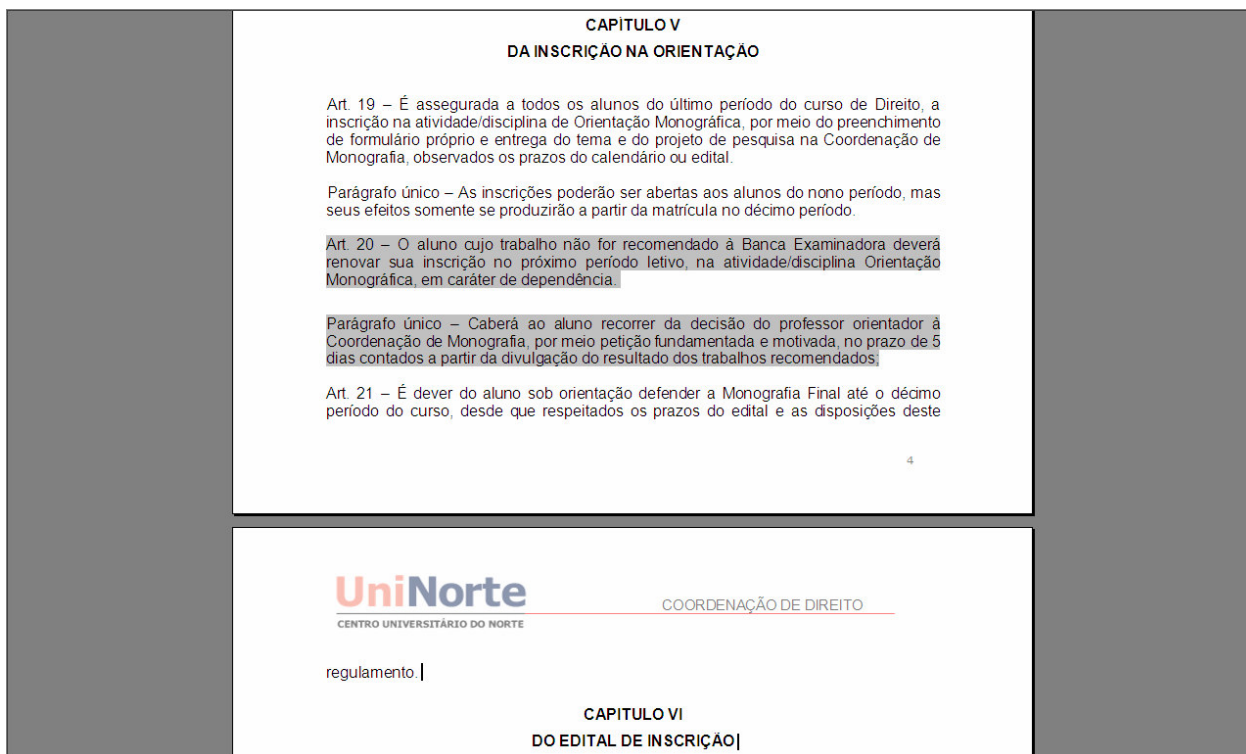 CAPÍTULO V
DA INSCRIÇÃO NA ORIENTAÇÃO
Art. 19 – É assegurada a todos os alunos do último período do curso de Direito, a
inscrição na atividade/disciplina de Orientação Monográfica, por meio do preenchimento
de formulário próprio e entrega do tema e do projeto de pesquisa na Coordenação de
Monografia, observados os prazos do calendário ou edital.
Parágrafo único – As inscrições poderão ser abertas aos alunos do nono período, mas
seus efeitos somente se produzirão a partir da matrícula no décimo período.
Art. 20 – O aluno cujo trabalho não for recomendado à Banca Examinadora deverá
renovar sua inscrição no próximo período letivo, na atividade/disciplina Orientação
Monográfica, em caráter de dependência.
Parágrafo único – Caberá ao aluno recorrer da decisão do professor orientador à
Coordenação de Monografia, por meio petição fundamentada e motivada, no prazo de 5
dias contados a partir da divulgação do resultado dos trabalhos recomendados;
Art. 21 – É dever do aluno sob orientação defender a Monografia Final até o décimo
período do curso, desde que respeitados os prazos do edital e as disposições deste
4
UniNorte
CENTRO UNIVERSITÁRIO DO NORTE
COORDENAÇÃO DE DIREITO
regulamento.
CAPITULO VI
DO EDITAL DE INSCRIÇÃO